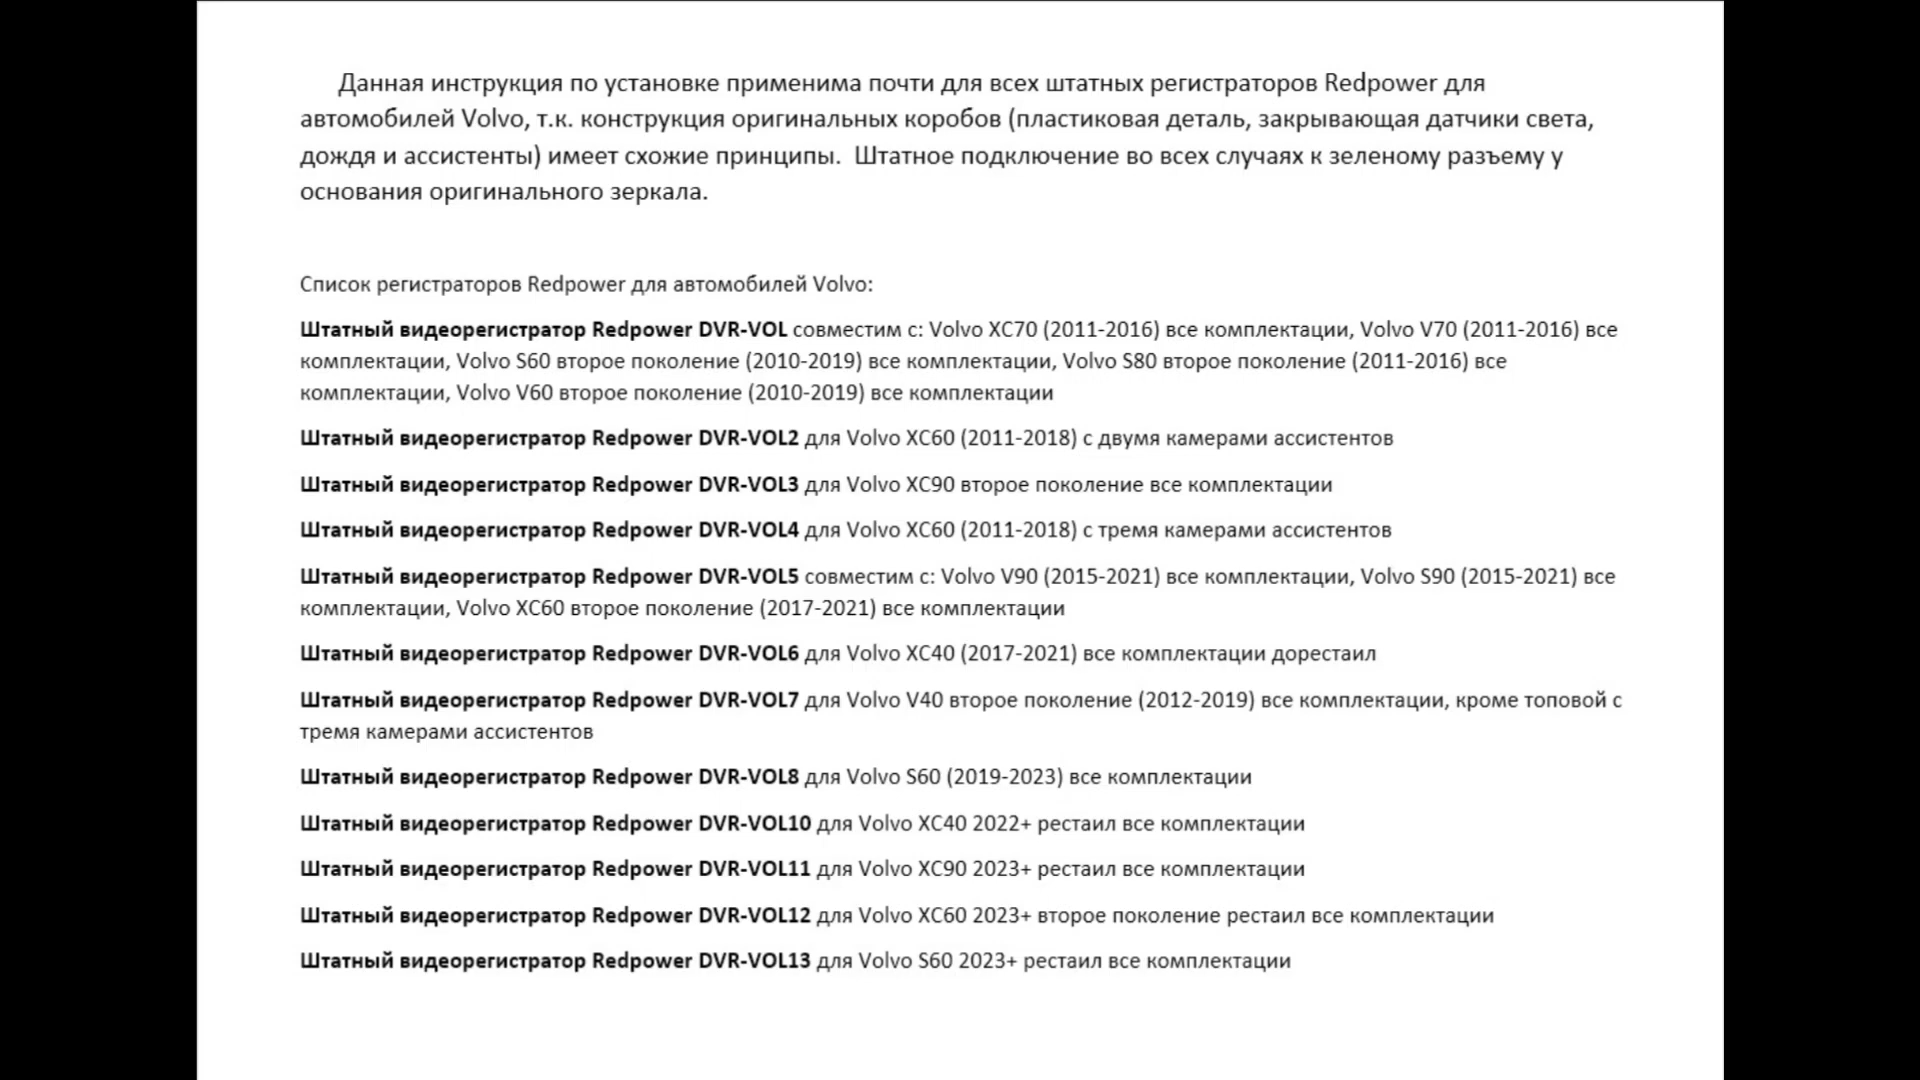 Данная инструкция по установке применима почти для всех штатных регистраторов Redpower для
автомобилей Volvo, т.к. конструкция оригинальных коробов (пластиковая деталь, закрывающая датчики света,
дождя и ассистенты) имеет схожие принципы.  Штатное подключение во всех случаях к зеленому разъему у
основания оригинального зеркала.
Список регистраторов Redpower для автомобилей Volvo:
Штатный видеорегистратор Redpower DVR-VOL совместим с: Volvo XC70 (2011-2016) все комплектации, Volvo V70 (2011-2016) все
комплектации, Volvo S60 второе поколение (2010-2019) все комплектации, Volvo S80 второе поколение (2011-2016) все
комплектации, Volvo V60 второе поколение (2010-2019) все комплектации
Штатный видеорегистратор Redpower DVR-VOL2 для Volvo XC60 (2011-2018) с двумя камерами ассистентов
Штатный видеорегистратор Redpower DVR-VOL3 для Volvo XC90 второе поколение все комплектации
Штатный видеорегистратор Redpower DVR-VOL4 для Volvo XC60 (2011-2018) с тремя камерами ассистентов
Штатный видеорегистратор Redpower DVR-VOL5 совместим с: Volvo V90 (2015-2021) все комплектации, Volvo S90 (2015-2021) все
комплектации, Volvo XC60 второе поколение (2017-2021) все комплектации
Штатный видеорегистратор Redpower DVR-VOL6 для Volvo XC40 (2017-2021) все комплектации дорестаил
Штатный видеорегистратор Redpower DVR-VOL7 для Volvo V40 второе поколение (2012-2019) все комплектации, кроме топовой с
тремя камерами ассистентов
Штатный видеорегистратор Redpower DVR-VOL8 для Volvo S60 (2019-2023) все комплектации
Штатный видеорегистратор Redpower DVR-VOL10 для Volvo XC40 2022+ рестаил все комплектации
Штатный видеорегистратор Redpower DVR-VOL11 для Volvo XC90 2023+ рестаил все комплектации
Штатный видеорегистратор Redpower DVR-VOL12 для Volvo XC60 2023+ второе поколение рестаил все комплектации
Штатный видеорегистратор Redpower DVR-VOL13 для Volvo S60 2023+ рестаил все комплектации